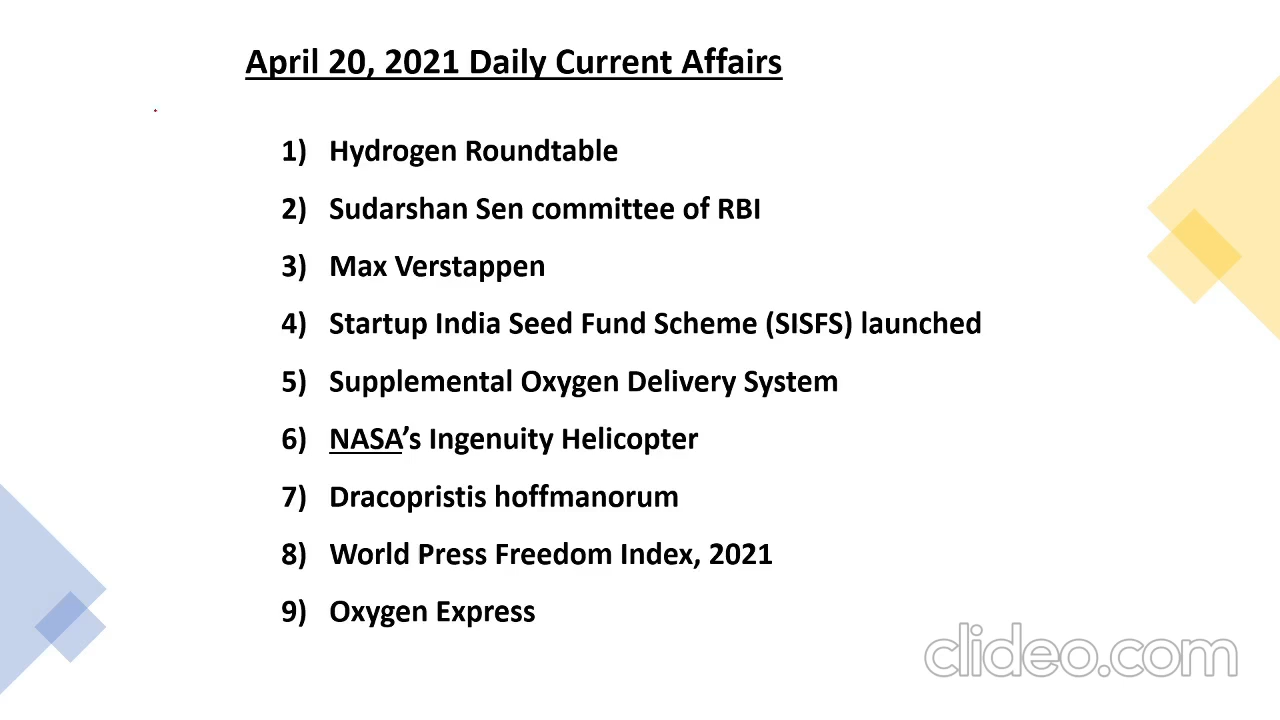 April 20, 2021 Daily Current Affairs
1) Hydrogen Roundtable
2) Sudarshan Sen committee of RBI
3) Max Verstappen
4) Startup India Seed Fund Scheme (SISFS) launched
5) Supplemental Oxygen Delivery System
6) NASA’s Ingenuity Helicopter
7) Dracopristis hoffmanorum
8) World Press Freedom Index, 2021
9) Oxygen Express
clideo.com